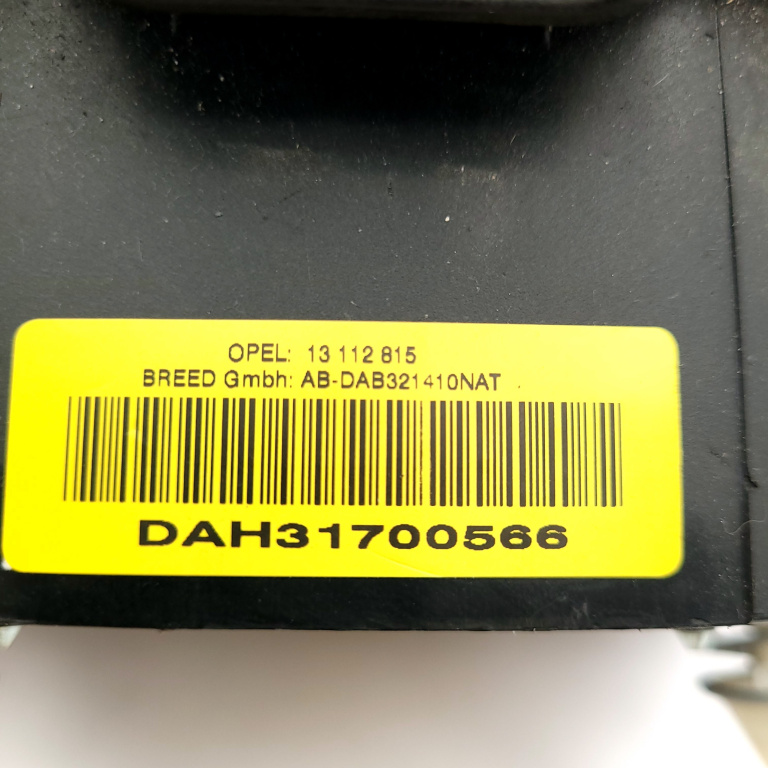 OPEL: 13 112 815
BREED Gmbh: AB-DAB321410NAT
DAH31700566